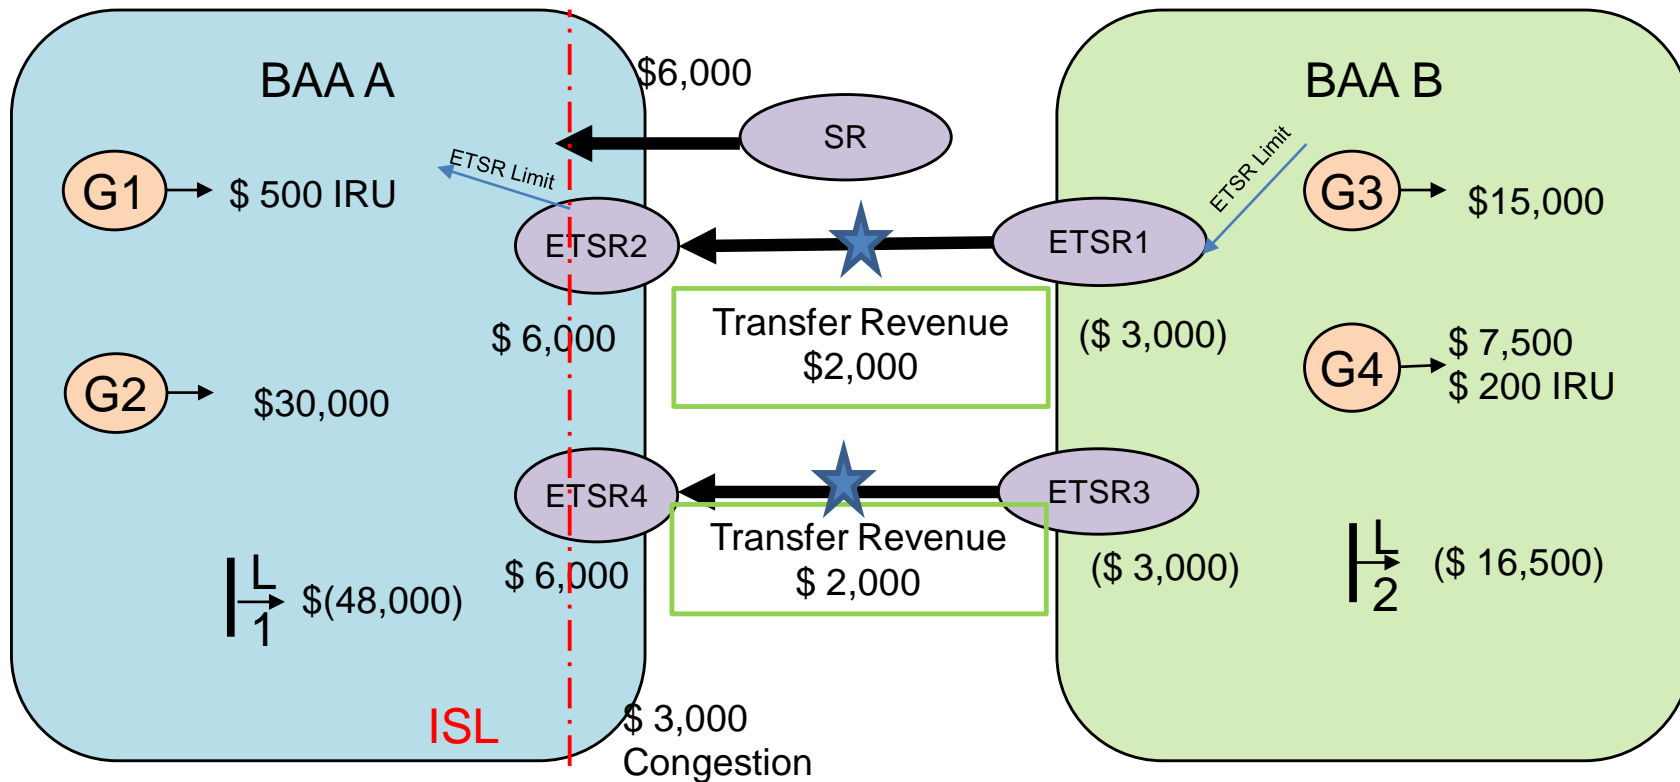 BAA A
BAA B
$6,000
SR
ETSR Limit
ETSR Limit
G1
$ 500 IRU
G3
$15,000
ETSR2
ETSR1
$ 6,000
Transfer Revenue
$2,000
($ 3,000)
G2
$30,000
G4
$ 7,500
$ 200 IRU
ETSR4
ETSR3
$ 6,000
Transfer Revenue
$ 2,000
($ 3,000)
L
1
$(48,000)
L
2
($ 16,500)
ISL
$ 3,000
Congestion